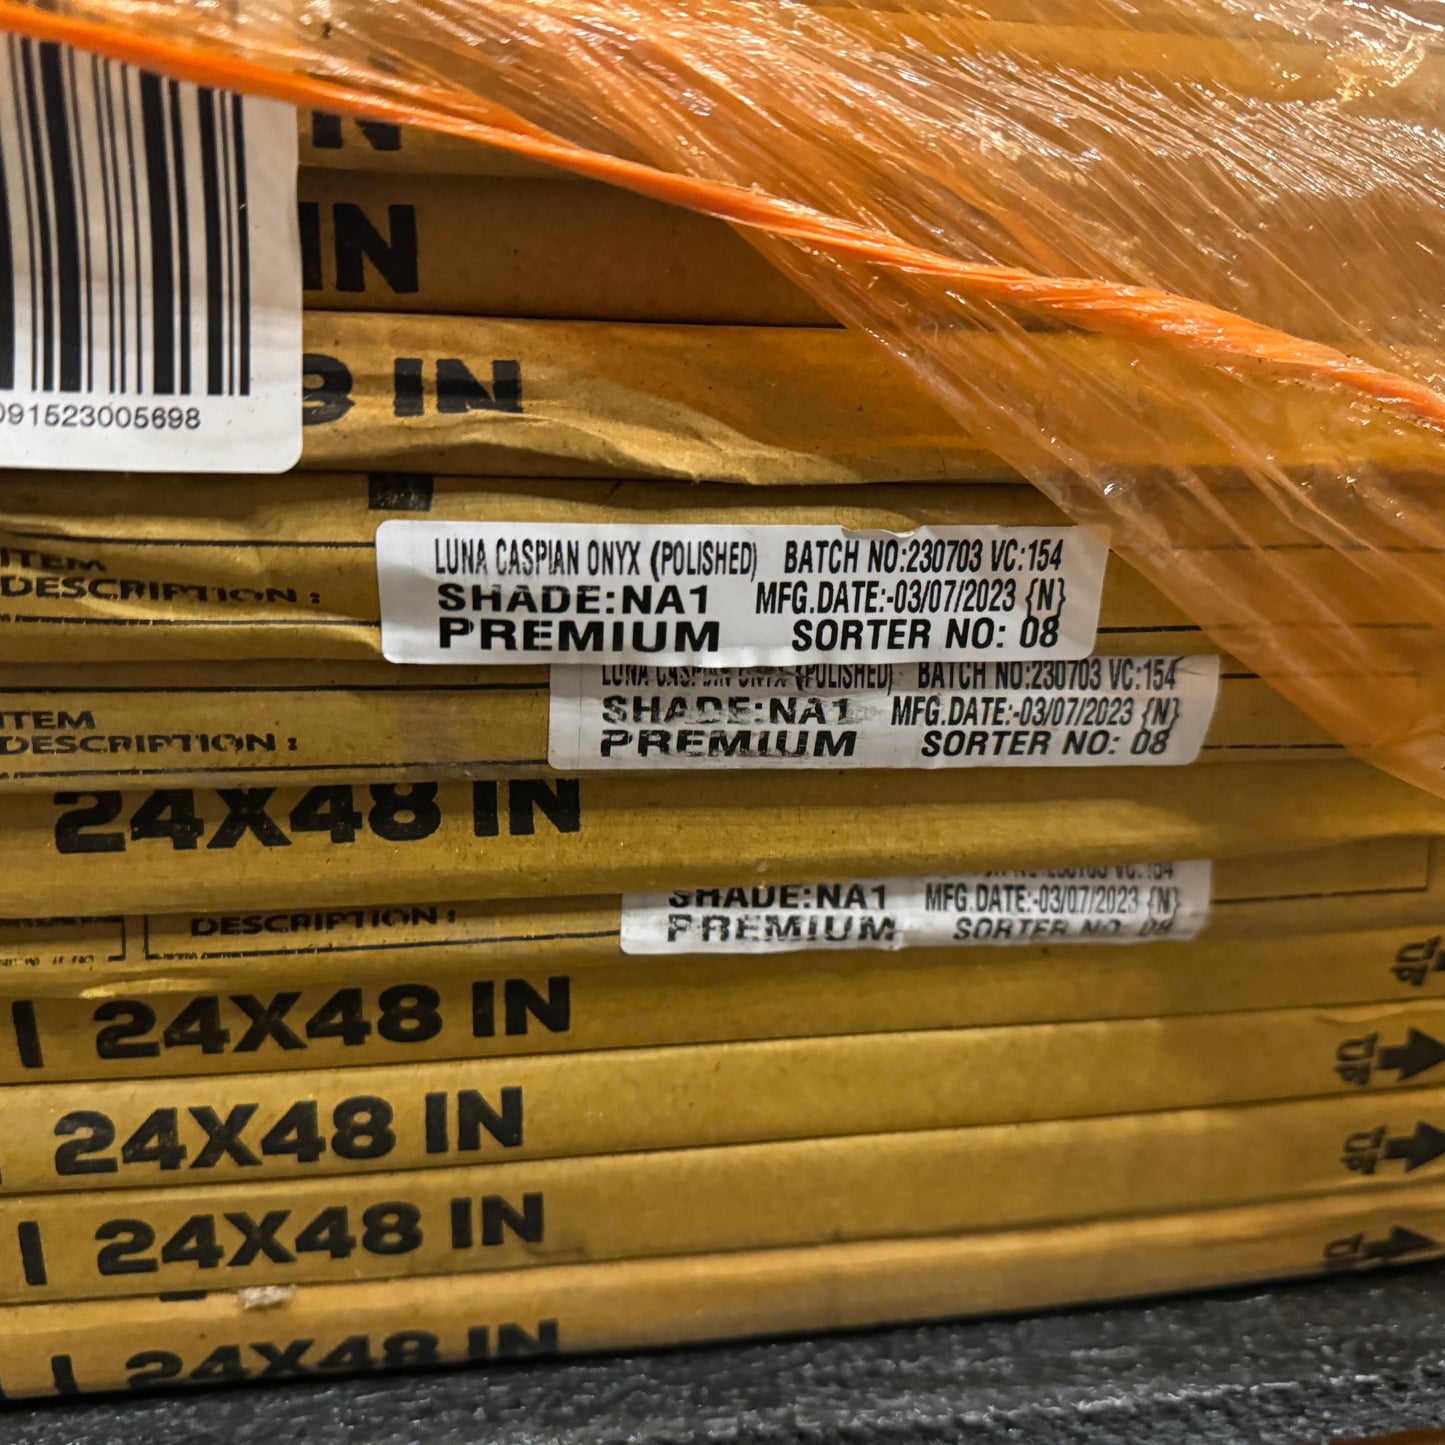 IN
IN
8 IN
091523005698
ITEM
DESCRIPTION :
LUNA CASPIAN ONYX (POLISHED) BATCH NO:230703 VC:154
SHADE:NA1 MFG.DATE:-03/07/2023 {N}
PREMIUM SORTER NO: 08
ITEM
DESCRIPTION :
LUNA CASPIAN ONYX (POLISHED) BATCH NO:230703 VC:154
SHADE:NA1 MFG.DATE:-03/07/2023 {N}
PREMIUM SORTER NO: 08
24X48 IN
DESCRIPTION :
SHADE:NA1 MFG.DATE:-03/07/2023 {N}
PREMIUM SORTER NO: 08
24X48 IN
24X48 IN
24X48 IN
24X48 IN